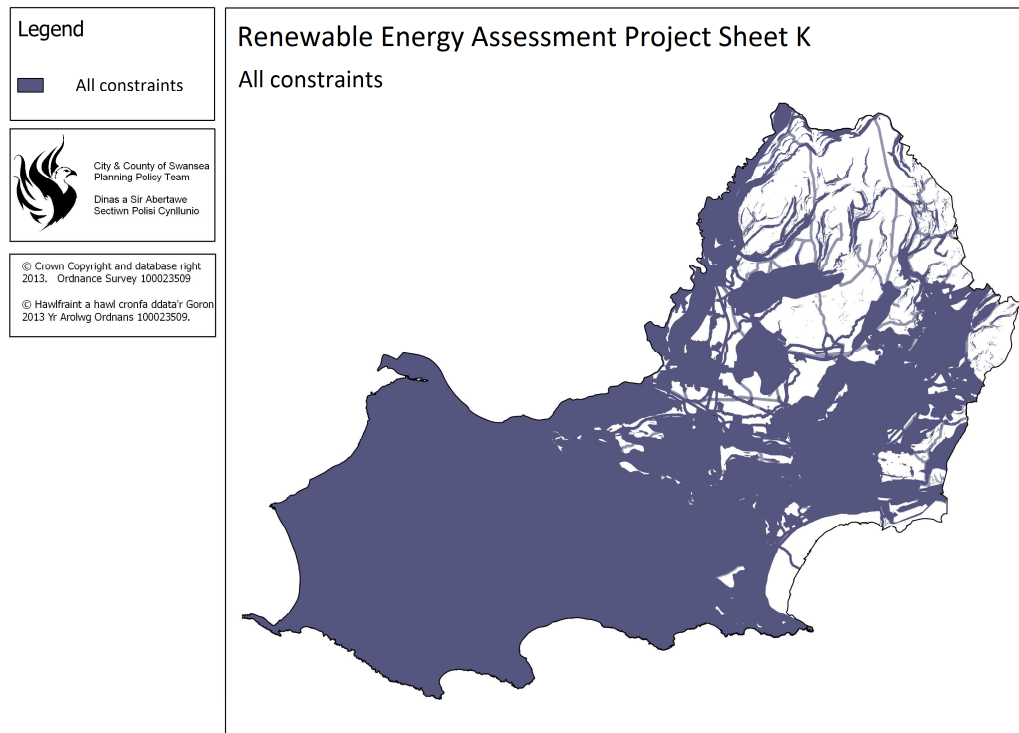 Legend
All constraints
City & County of Swansea
Planning Policy Team
Dinas a Sir Abertawe
Sectiwn Polisi Cynllunio
© Crown Copyright and database right
2013. Ordnance Survey 100023509
© Hawlfraint a hawl cronfa ddata'r Goron
2013 Yr Arolwg Ordnans 100023509.
Renewable Energy Assessment Project Sheet K
All constraints